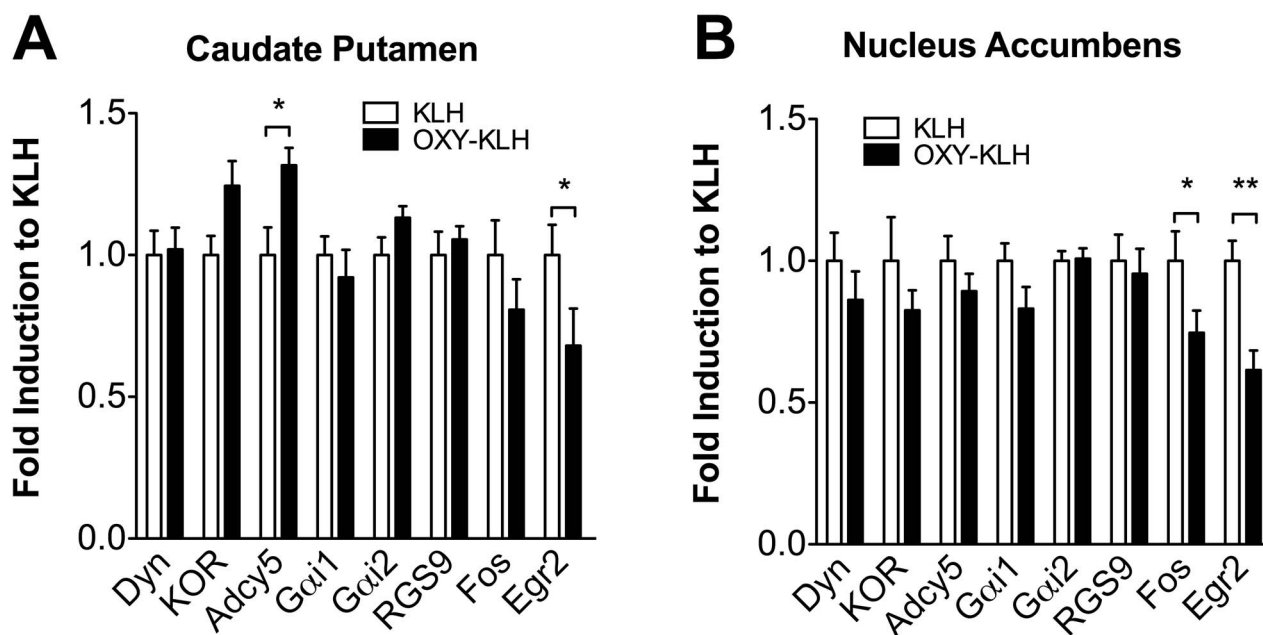 A
Caudate Putamen
Fold Induction to KLH
1.5
1.0
0.5
0.0
KLH
OXY-KLH
*
*
Dyn
KOR
Adcy5
Gαi1
Gαi2
RGS9
Fos
Egr2
B
Nucleus Accumbens
Fold Induction to KLH
1.5
1.0
0.5
0.0
KLH
OXY-KLH
*
**
Dyn
KOR
Adcy5
Gαi1
Gαi2
RGS9
Fos
Egr2